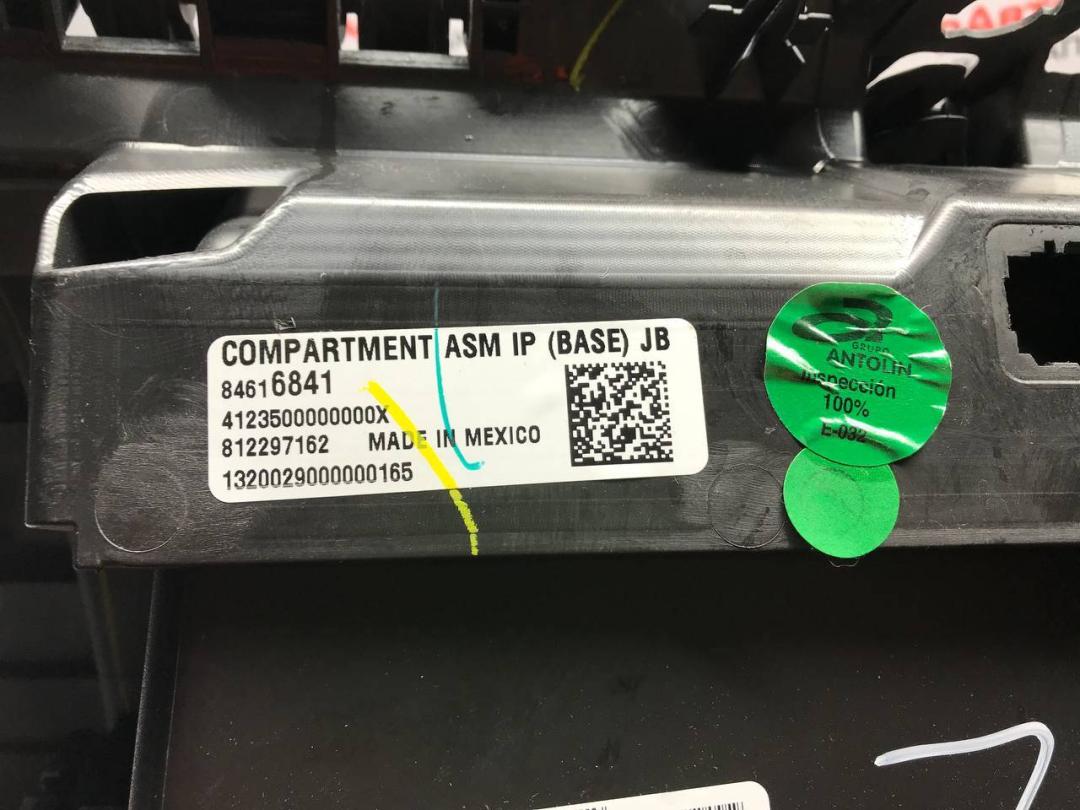 COMPARTMENT ASM IP (BASE) JB
84616841
4123500000000X
812297162 MADE IN MEXICO
1320029000000165
GRUPO
ANTOLIN
Inspección
100%
E-032